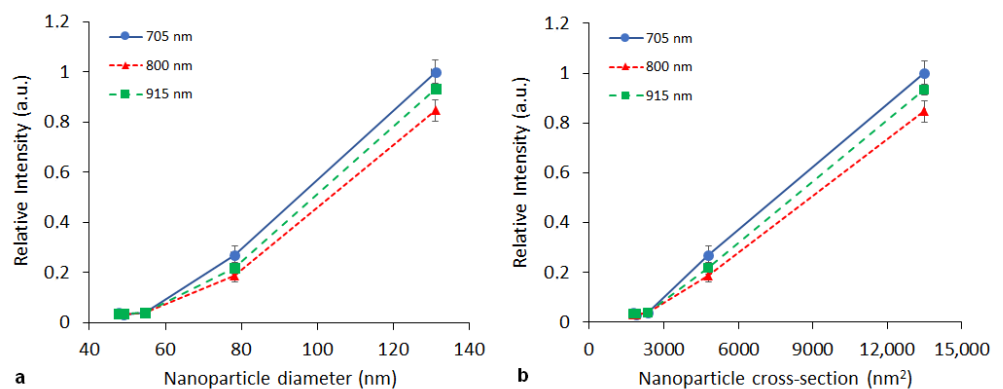 1.2
1
0.8
0.6
0.4
0.2
0
Relative Intensity (a.u.)
705 nm
800 nm
915 nm
40 60 80 100 120 140
Nanoparticle diameter (nm)
a
1.2
1
0.8
0.6
0.4
0.2
0
Relative Intensity (a.u.)
705 nm
800 nm
915 nm
0 3000 6000 9000 12,000 15,000
Nanoparticle cross-section (nm²)
b